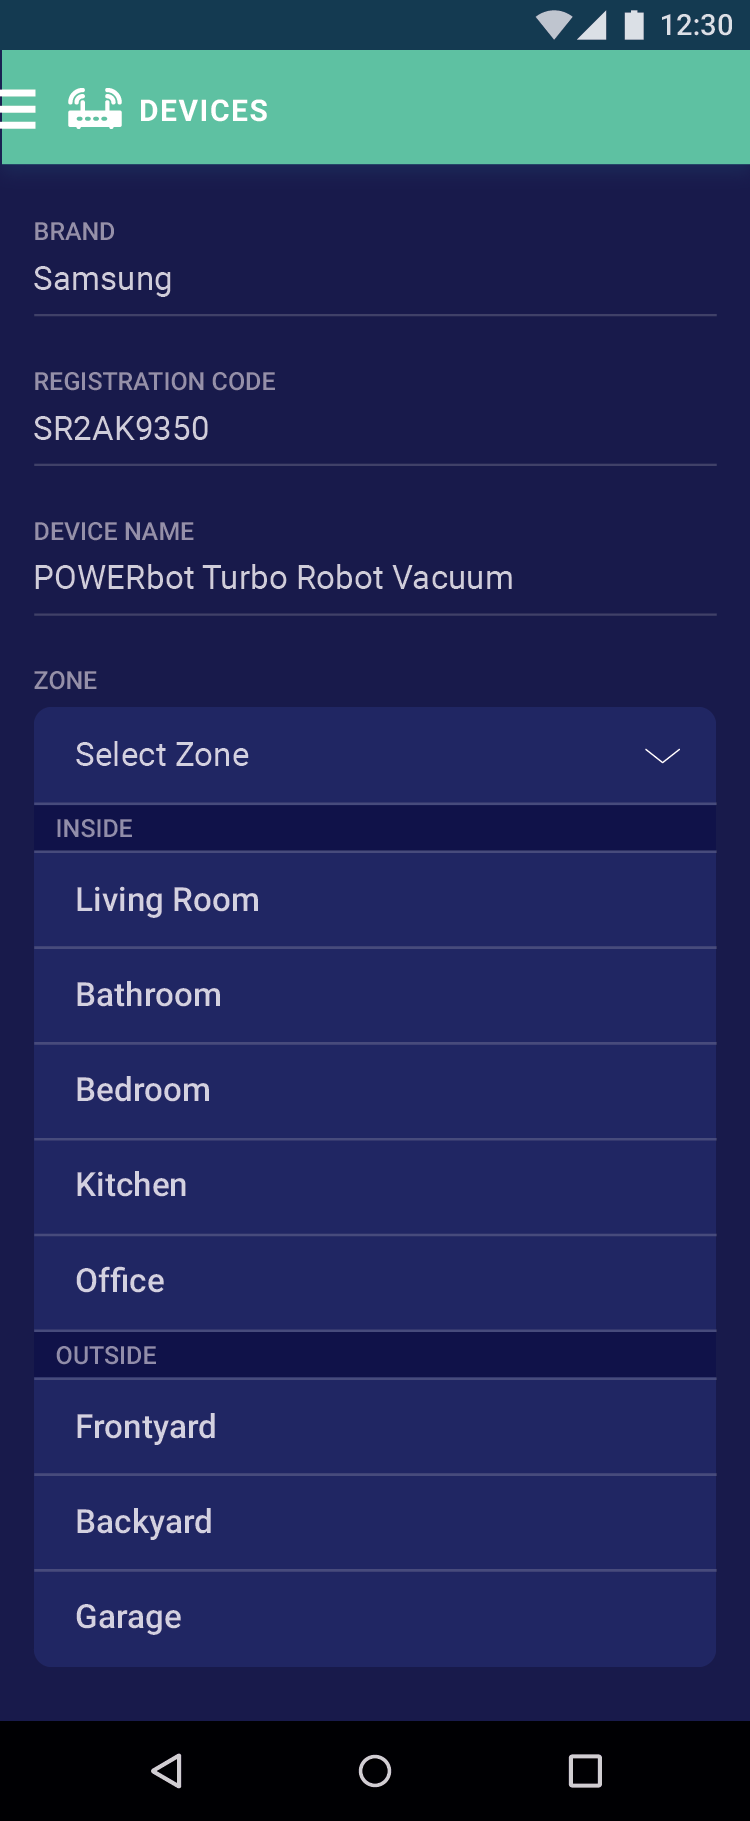 12:30
DEVICES
BRAND
Samsung
REGISTRATION CODE
SR2AK9350
DEVICE NAME
POWERbot Turbo Robot Vacuum
ZONE
Select Zone
INSIDE
Living Room
Bathroom
Bedroom
Kitchen
Office
OUTSIDE
Frontyard
Backyard
Garage